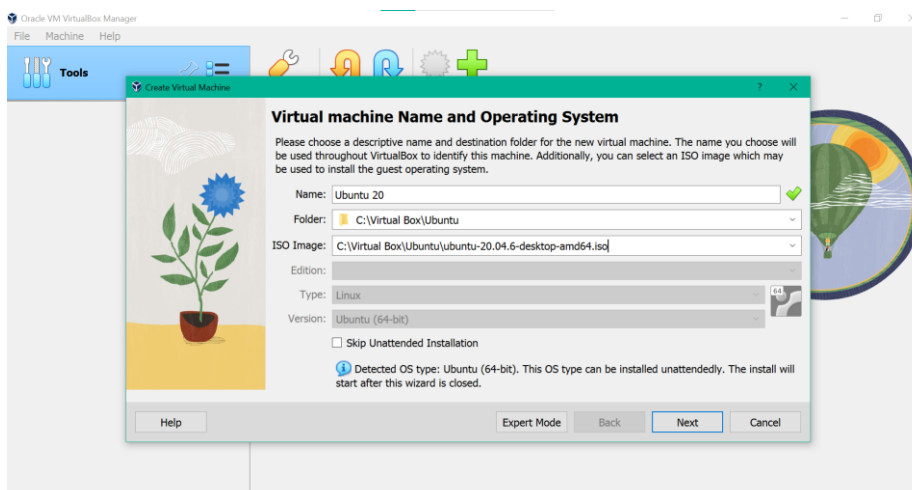 Oracle VM VirtualBox Manager
File Machine Help
Tools
Create Virtual Machine
?
Virtual machine Name and Operating System
Please choose a descriptive name and destination folder for the new virtual machine. The name you choose will
be used throughout VirtualBox to identify this machine. Additionally, you can select an ISO image which may
be used to install the guest operating system.
Name: Ubuntu 20
Folder: C:\Virtual Box\Ubuntu
ISO Image: C:\Virtual Box\Ubuntu\ubuntu-20.04.6-desktop-amd64.iso
Edition:
Type: Linux
64
Version: Ubuntu (64-bit)
Skip Unattended Installation
Detected OS type: Ubuntu (64-bit). This OS type can be installed unattendedly. The install will
start after this wizard is closed.
Help Expert Mode Back Next Cancel